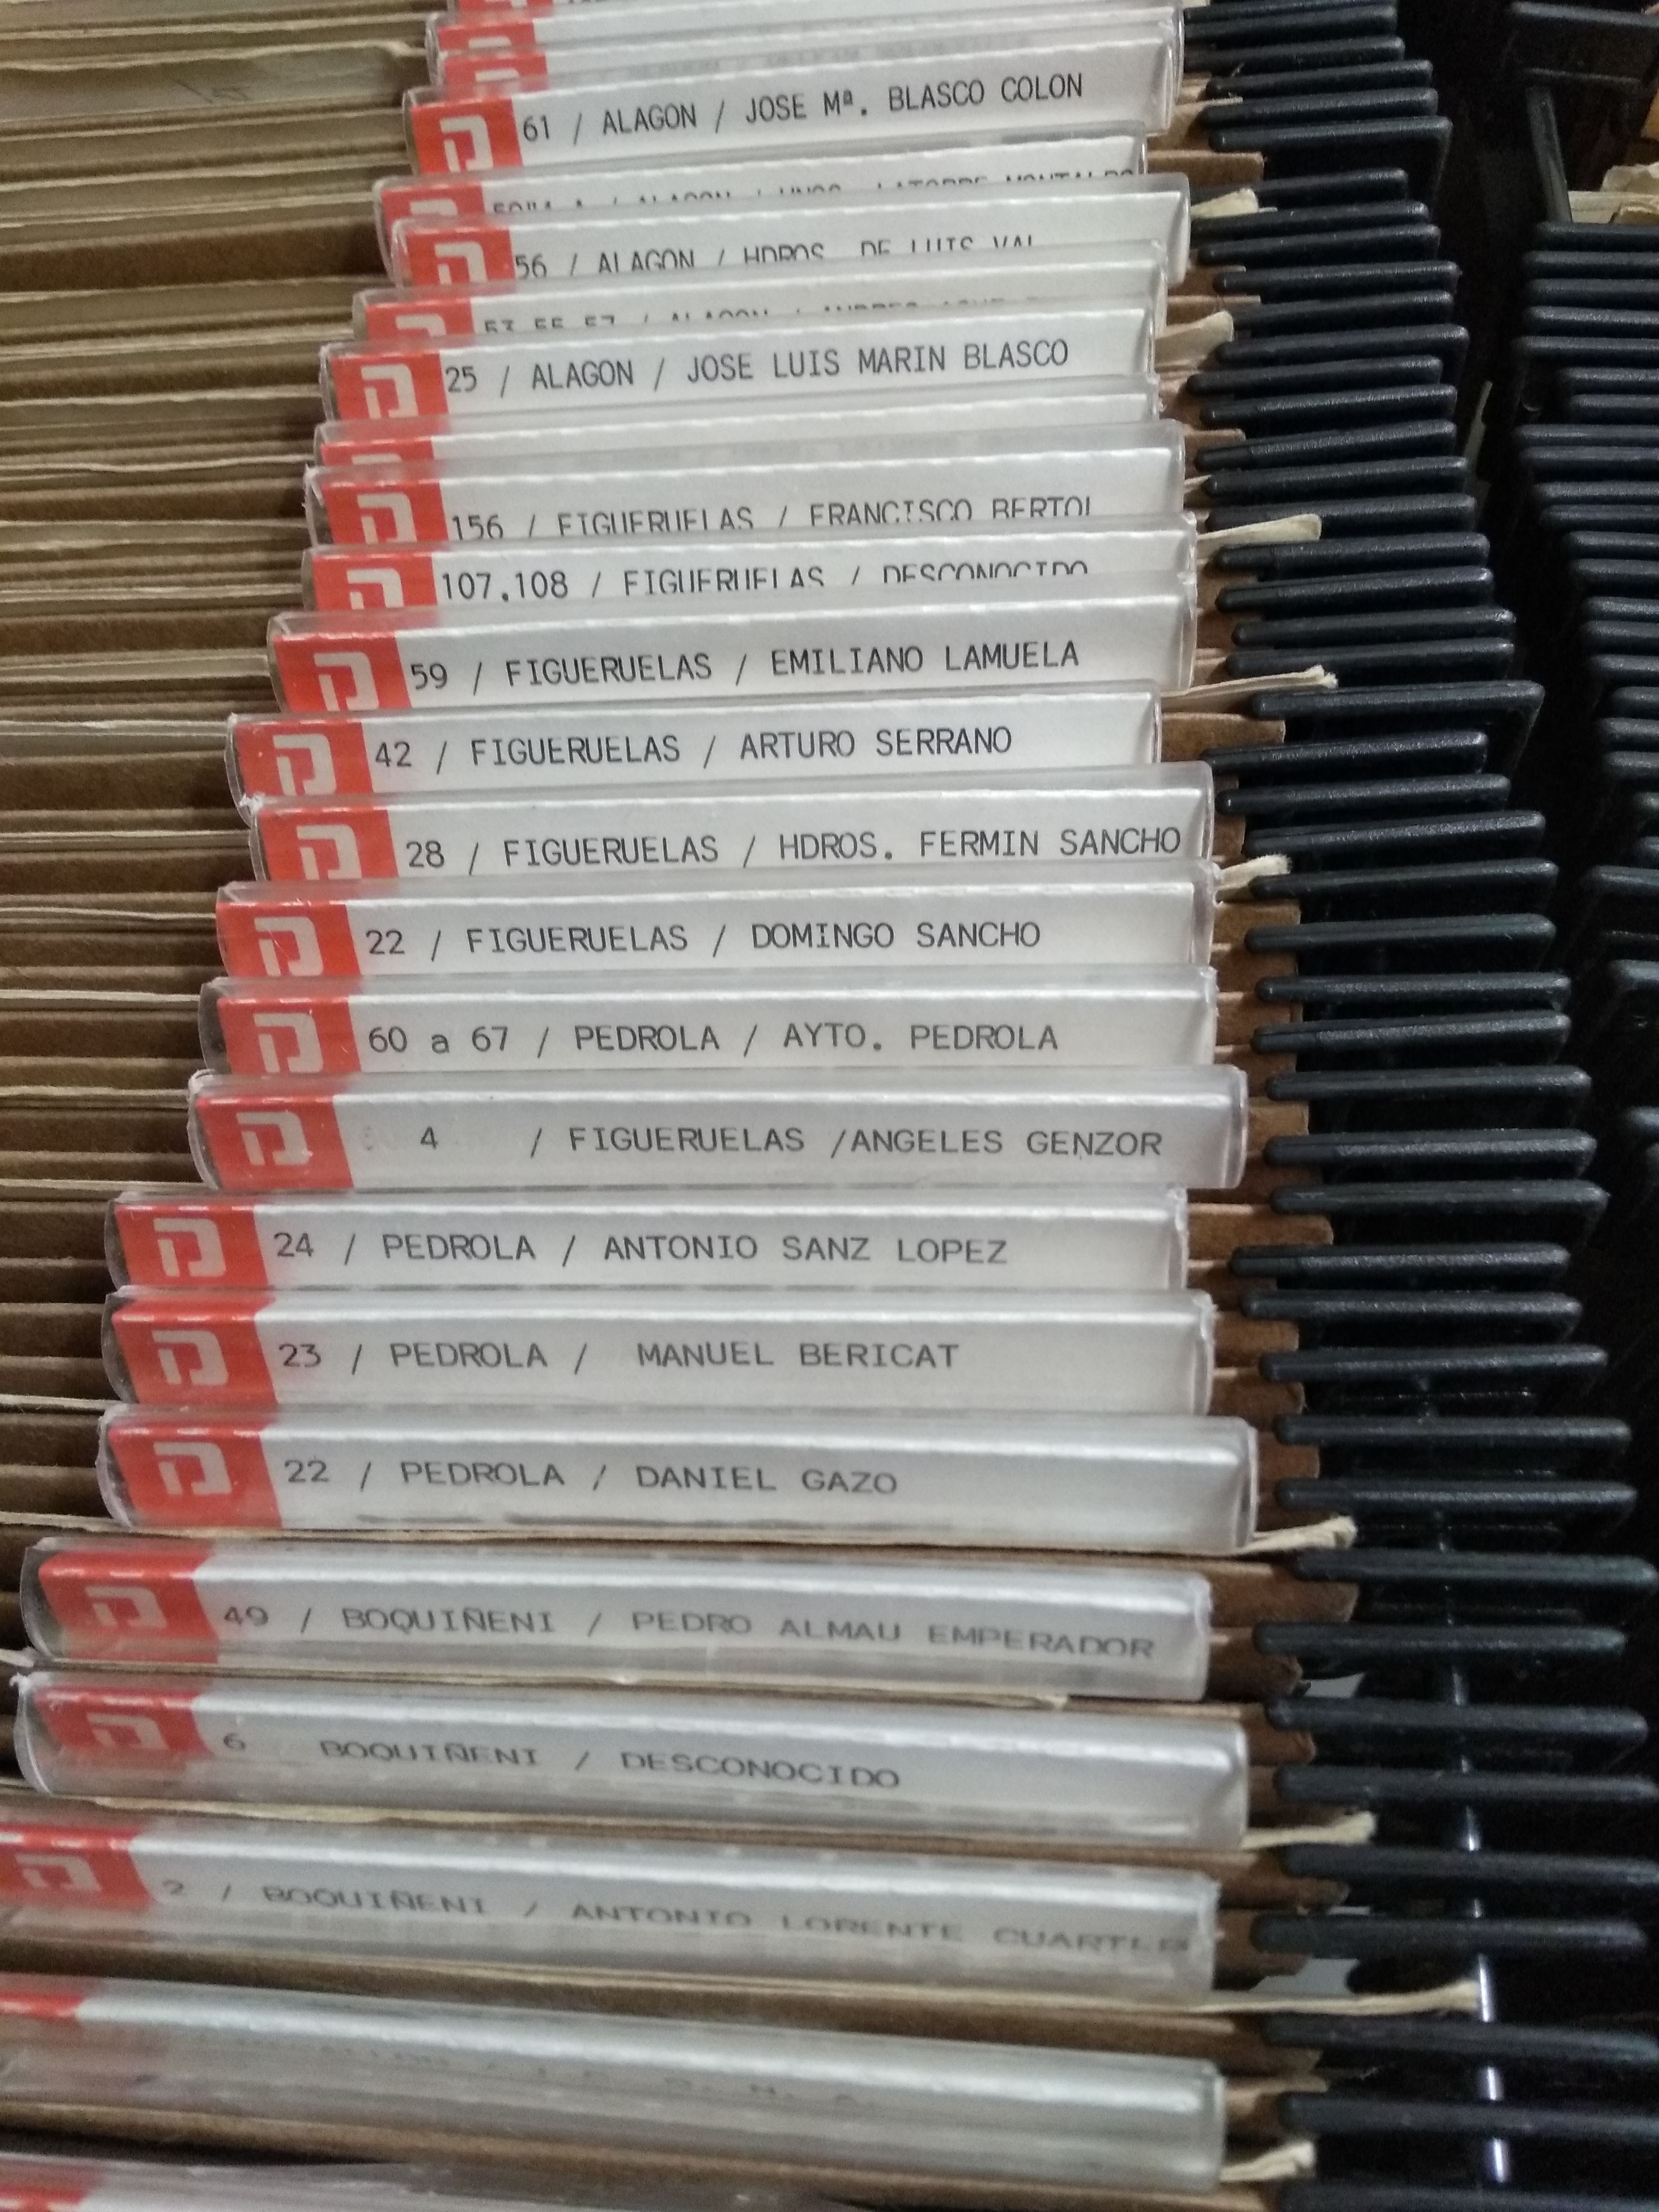 61 / ALAGON / JOSE Mª. BLASCO COLON
56 / ALAGON / HDROS. DE LUIS VAL
25 / ALAGON / JOSE LUIS MARIN BLASCO
156 / FIGUERUELAS / FRANCISCO BERTOL
107.108 / FIGUERUELAS / DESCONOCIDO
59 / FIGUERUELAS / EMILIANO LAMUELA
42 / FIGUERUELAS / ARTURO SERRANO
28 / FIGUERUELAS / HDROS. FERMIN SANCHO
22 / FIGUERUELAS / DOMINGO SANCHO
60 a 67 / PEDROLA / AYTO. PEDROLA
4 / FIGUERUELAS /ANGELES GENZOR
24 / PEDROLA / ANTONIO SANZ LOPEZ
23 / PEDROLA / MANUEL BERICAT
22 / PEDROLA / DANIEL GAZO
49 / BOQUIÑENI / PEDRO ALMAU EMPERADOR
6 BOQUIÑENI / DESCONOCIDO
2 / BOQUIÑENI / ANTONIO LORENTE